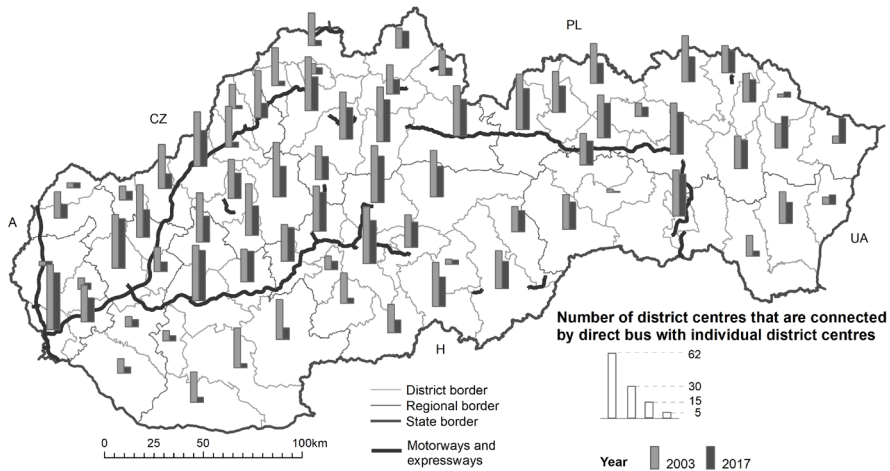 PL
CZ
A
UA
H
Number of district centres that are connected
by direct bus with individual district centres
62
30
15
5
District border
Regional border
State border
Motorways and
expressways
0 25 50 100km
Year 2003 2017